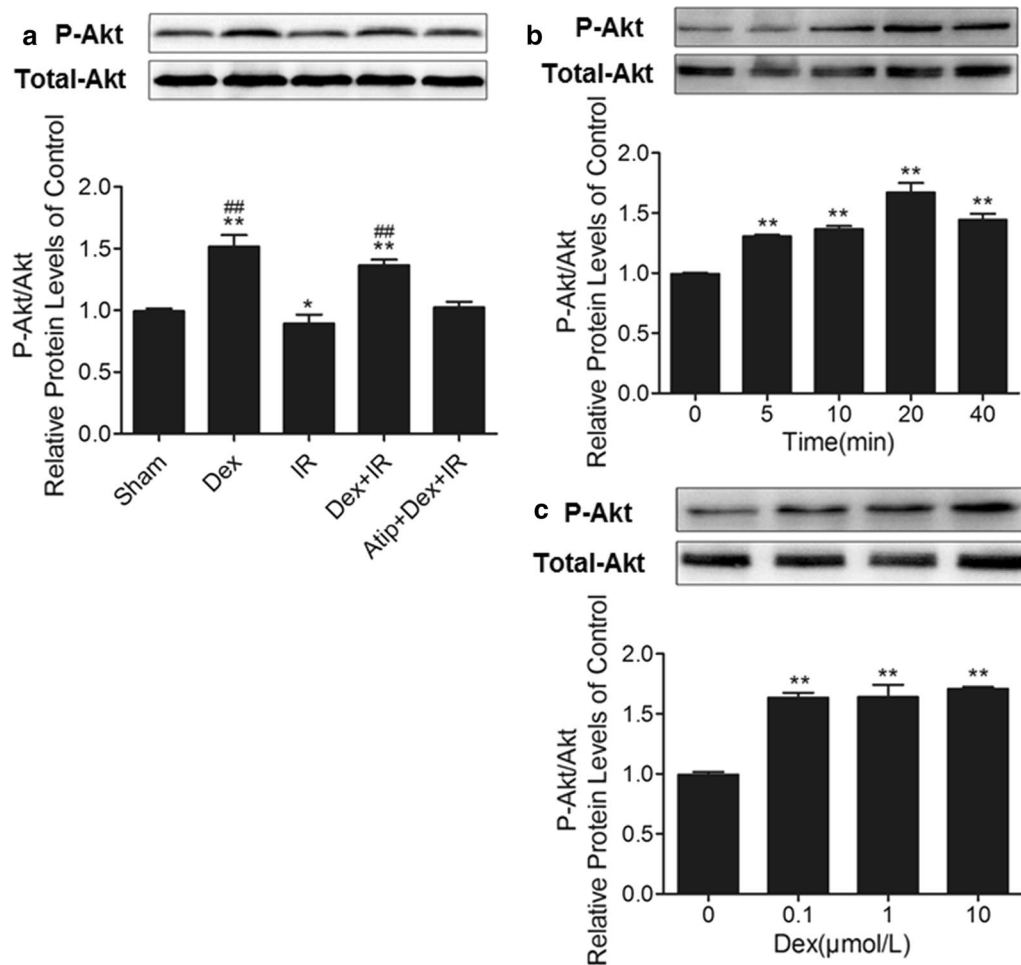 a
P-Akt
Total-Akt
P-Akt/Akt
Relative Protein Levels of Control
2.0
1.5
1.0
0.5
0.0
##
**
*
##
**
Sham
Dex
IR
Dex+IR
Atip+Dex+IR
b
P-Akt
Total-Akt
P-Akt/Akt
Relative Protein Levels of Control
2.0
1.5
1.0
0.5
0.0
**
**
**
**
0 5 10 20 40
Time(min)
c
P-Akt
Total-Akt
P-Akt/Akt
Relative Protein Levels of Control
2.0
1.5
1.0
0.5
0.0
** ** **
0 0.1 1 10
Dex(μmol/L)